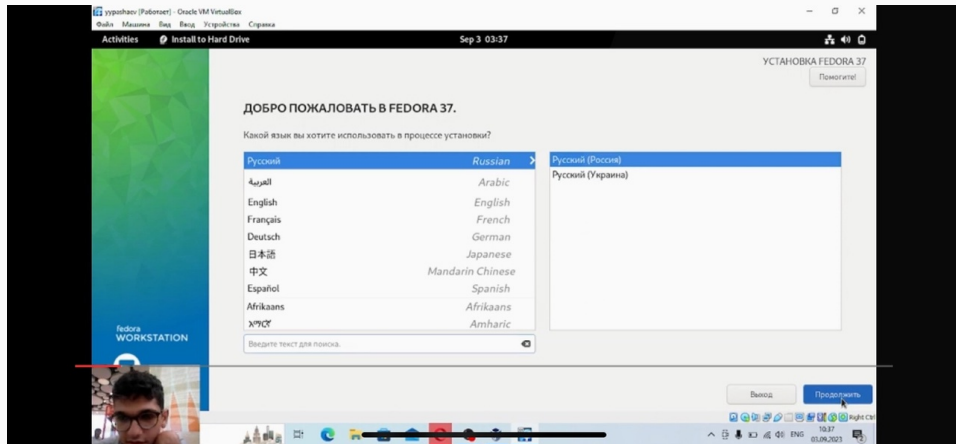 yypashaev [Работает] - Oracle VM VirtualBox
Файл Машина Вид Ввод Устройства Справка
Activities Install to Hard Drive Sep 3 03:37
УСТАНОВКА FEDORA 37
Помогите!
ДОБРО ПОЖАЛОВАТЬ В FEDORA 37.
Какой язык вы хотите использовать в процессе установки?
Русский Russian Русский (Россия)
العربية Arabic Русский (Украина)
English English
Français French
Deutsch German
日本語 Japanese
中文 Mandarin Chinese
Español Spanish
Afrikaans Afrikaans
አማርኛ Amharic
Введите текст для поиска.
fedora
WORKSTATION
Выход Продолжить
Right Ctrl
ENG 10:37
03.09.2023